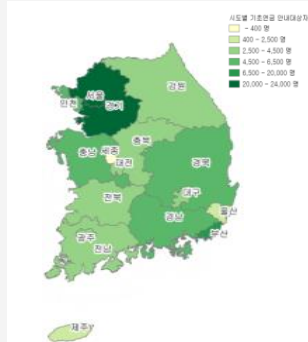 시도별 기초연금 안내대상자
- 400 명
400 - 2,500 명
2,500 - 4,500 명
4,500 - 6,500 명
6,500 - 20,000 명
20,000 - 24,000 명
강원
서울
인천
경기
충북
충남
세종
대전
경북
대구
전북
울산
경남
부산
광주
전남
제주